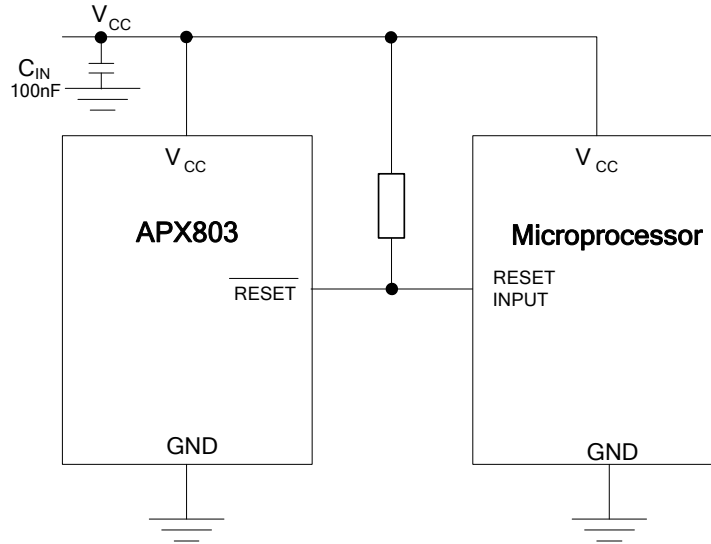 VCC
CIN
100nF
VCC
VCC
APX803
Microprocessor
RESET
RESET
INPUT
GND
GND